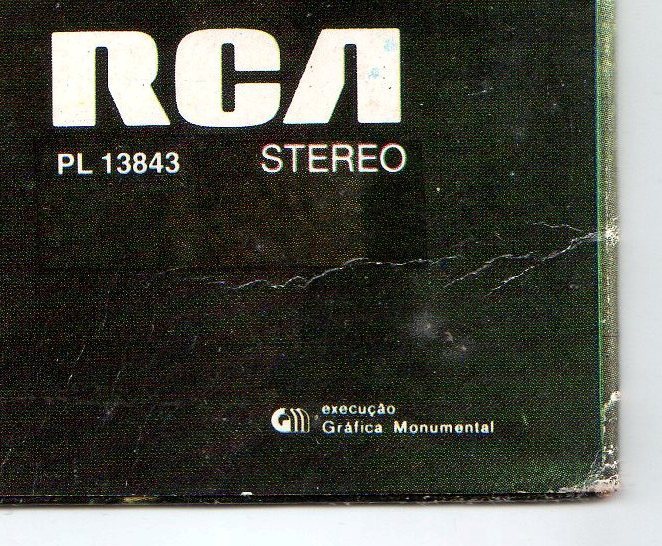 RCA
PL 13843 STEREO
execução
Gráfica Monumental